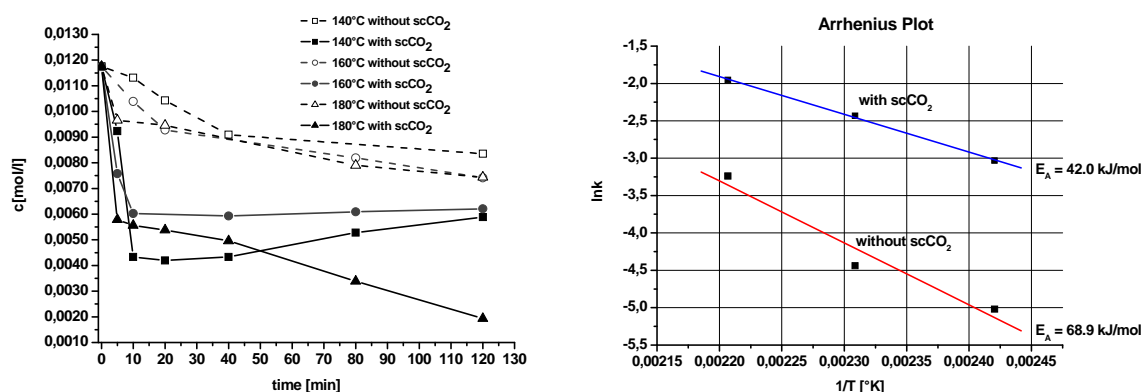 140°C without scCO₂
140°C with scCO₂
160°C without scCO₂
160°C with scCO₂
180°C without scCO₂
180°C with scCO₂
0,0130
0,0120
0,0110
0,0100
0,0090
0,0080
0,0070
0,0060
0,0050
0,0040
0,0030
0,0020
0,0010
c[mol/l]
0 10 20 30 40 50 60 70 80 90 100 110 120 130
time [min]
Arrhenius Plot
-1,5
-2,0
-2,5
-3,0
-3,5
-4,0
-4,5
-5,0
-5,5
lnk
with scCO₂
E_A = 42.0 kJ/mol
without scCO₂
E_A = 68.9 kJ/mol
0,00215 0,00220 0,00225 0,00230 0,00235 0,00240 0,00245
1/T [°K]